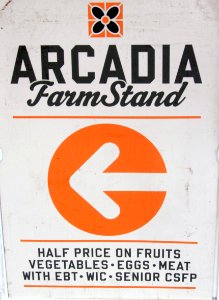 ARCADIA
Farm Stand
HALF PRICE ON FRUITS
VEGETABLES · EGGS · MEAT
WITH EBT · WIC · SENIOR CSFP